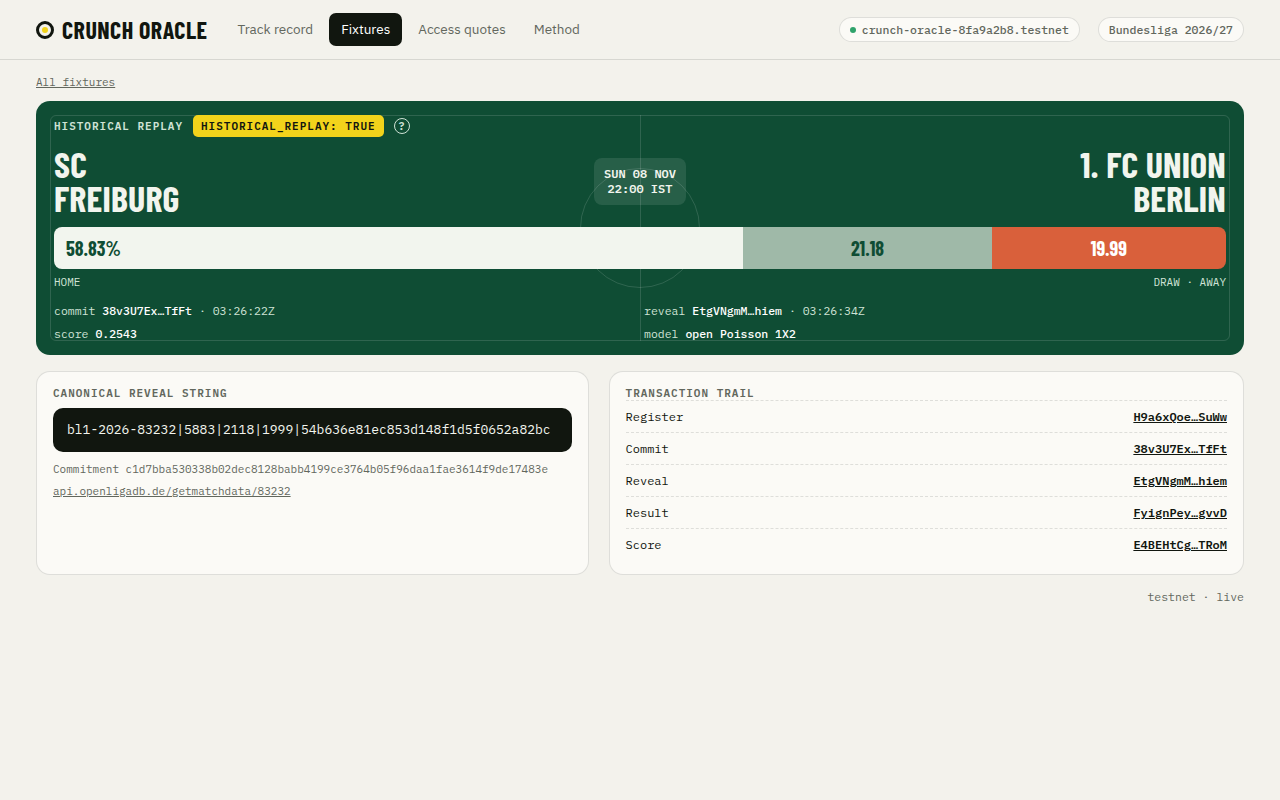 CRUNCH ORACLE
Track record
Fixtures
Access quotes
Method
crunch-oracle-8fa9a2b8.testnet
Bundesliga 2026/27
All fixtures
HISTORICAL REPLAY
HISTORICAL_REPLAY: TRUE
?
SC
FREIBURG
SUN 08 NOV
22:00 IST
1. FC UNION
BERLIN
58.83%
21.18
19.99
HOME
DRAW · AWAY
commit 38v3U7Ex…TfFt · 03:26:22Z
reveal EtgVNgmM…hiem · 03:26:34Z
score 0.2543
model open Poisson 1X2
CANONICAL REVEAL STRING
bl1-2026-83232|5883|2118|1999|54b636e81ec853d148f1d5f0652a82bc
Commitment c1d7bba530338b02dec8128babb4199ce3764b05f96daa1fae3614f9de17483e
api.openligadb.de/getmatchdata/83232
TRANSACTION TRAIL
Register H9a6xQoe…SuWw
Commit 38v3U7Ex…TfFt
Reveal EtgVNgmM…hiem
Result FyignPey…gvvD
Score E4BEHtCg…TRoM
testnet · live